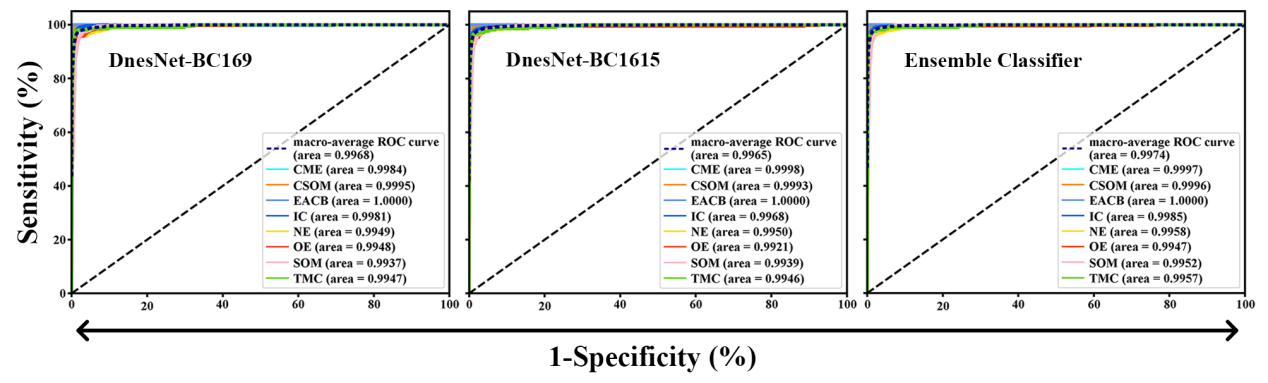 Sensitivity (%)
100
80
60
40
20
0
DnesNet-BC169
macro-average ROC curve
(area = 0.9968)
CME (area = 0.9984)
CSOM (area = 0.9995)
EACB (area = 1.0000)
IC (area = 0.9981)
NE (area = 0.9949)
OE (area = 0.9948)
SOM (area = 0.9937)
TMC (area = 0.9947)
0 20 40 60 80 100
DnesNet-BC1615
macro-average ROC curve
(area = 0.9965)
CME (area = 0.9998)
CSOM (area = 0.9993)
EACB (area = 1.0000)
IC (area = 0.9968)
NE (area = 0.9950)
OE (area = 0.9921)
SOM (area = 0.9939)
TMC (area = 0.9946)
0 20 40 60 80 100
Ensemble Classifier
macro-average ROC curve
(area = 0.9974)
CME (area = 0.9997)
CSOM (area = 0.9996)
EACB (area = 1.0000)
IC (area = 0.9985)
NE (area = 0.9958)
OE (area = 0.9947)
SOM (area = 0.9952)
TMC (area = 0.9957)
0 20 40 60 80 100
1-Specificity (%)